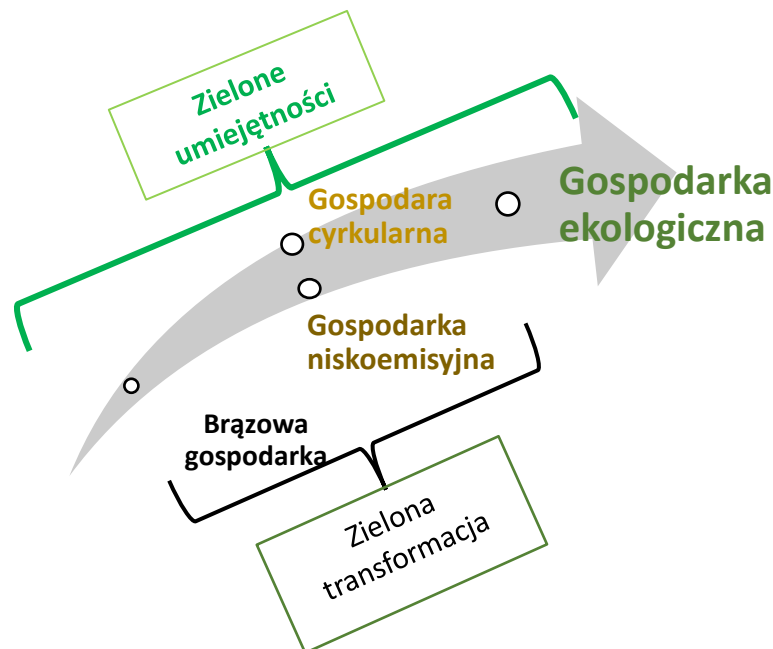 Zielone
umiejętności
Gospodara
cyrkularna
Gospodarka
ekologiczna
Gospodarka
niskoemisyjna
Brązowa
gospodarka
Zielona
transformacja